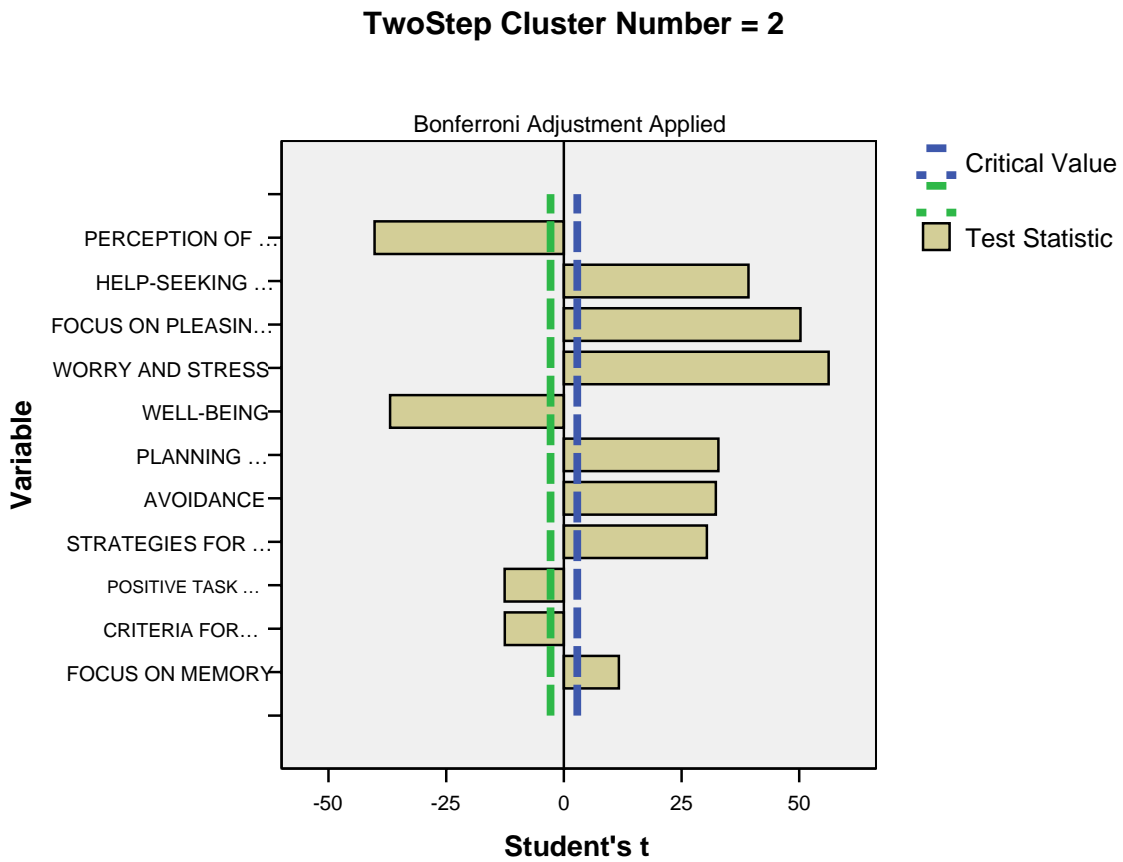 TwoStep Cluster Number = 2
Bonferroni Adjustment Applied
Critical Value
Test Statistic
Variable
PERCEPTION OF …
HELP-SEEKING …
FOCUS ON PLEASIN…
WORRY AND STRESS
WELL-BEING
PLANNING …
AVOIDANCE
STRATEGIES FOR …
POSITIVE TASK …
CRITERIA FOR…
FOCUS ON MEMORY
-50 -25 0 25 50
Student's t